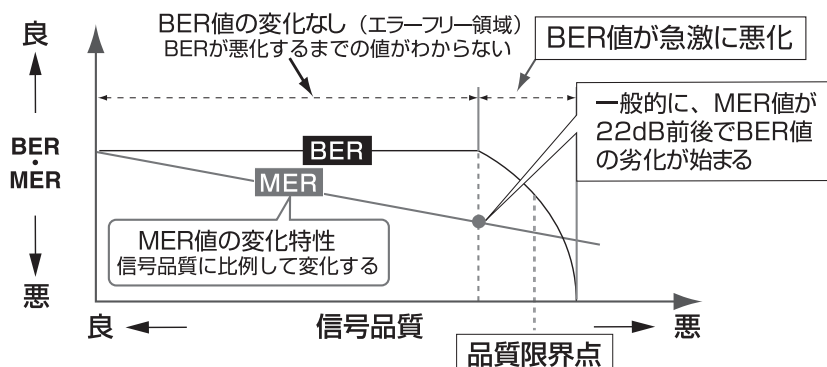 良
BER値の変化なし（エラーフリー領域）
BERが悪化するまでの値がわからない
BER値が急激に悪化
一般的に、MER値が
22dB前後でBER値
の劣化が始まる
BER
・
MER
BER
MER
MER値の変化特性
信号品質に比例して変化する
悪
良
信号品質
悪
品質限界点